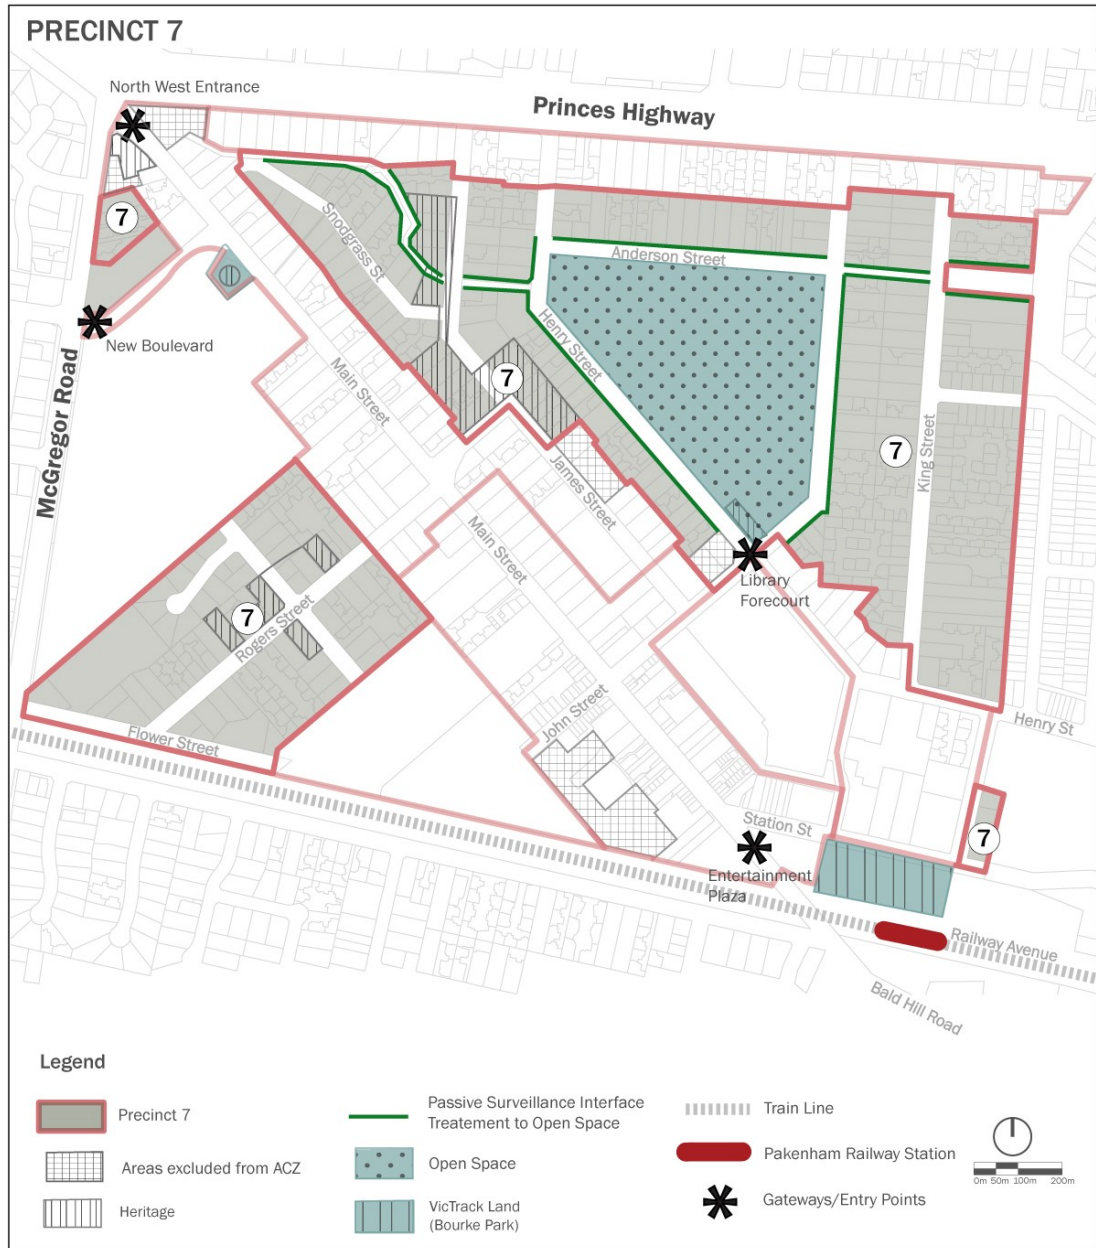 PRECINCT 7
North West Entrance
Princes Highway
7
Snodgrass St
Anderson Street
Henry Street
New Boulevard
McGregor Road
Main Street
7
7
King Street
James Street
Main Street
Library
Forecourt
7
Rogers Street
John Street
Henry St
Flower Street
Station St
7
Entertainment
Plaza
Railway Avenue
Bald Hill Road
Legend
Precinct 7
Areas excluded from ACZ
Heritage
Passive Surveillance Interface
Treatement to Open Space
Open Space
VicTrack Land
(Bourke Park)
Train Line
Pakenham Railway Station
Gateways/Entry Points
0m 50m 100m 200m